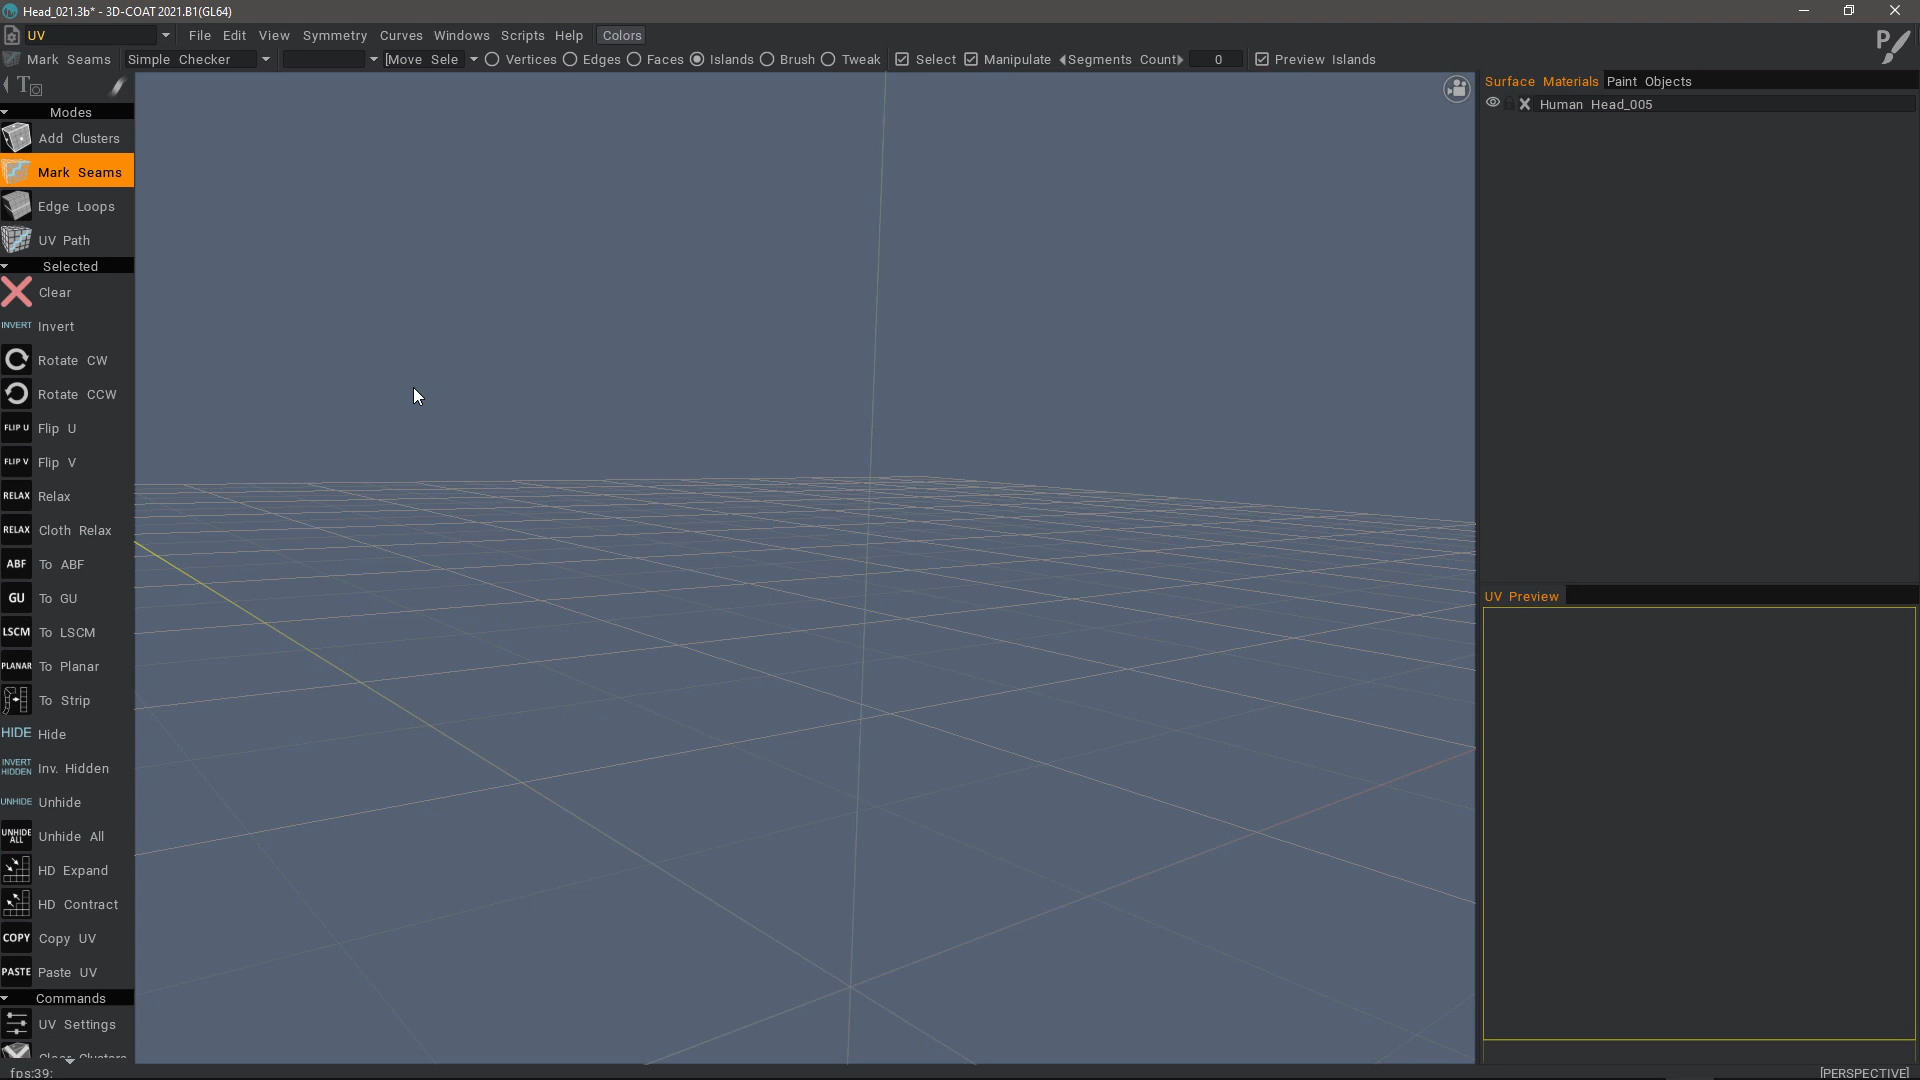 Head_021.3b* - 3D-COAT 2021.B1(GL64)
UV File Edit View Symmetry Curves Windows Scripts Help Colors
Mark Seams Simple Checker [Move Sele Vertices Edges Faces Islands Brush Tweak Select Manipulate Segments Count 0 Preview Islands
P
T
Surface Materials Paint Objects
Human Head_005
Modes
Add Clusters
Mark Seams
Edge Loops
UV Path
Selected
Clear
INVERT Invert
Rotate CW
Rotate CCW
FLIP U Flip U
FLIP V Flip V
RELAX Relax
RELAX Cloth Relax
ABF To ABF
GU To GU
LSCM To LSCM
PLANAR To Planar
To Strip
HIDE Hide
INVERT HIDDEN Inv. Hidden
UNHIDE Unhide
UNHIDE ALL Unhide All
HD Expand
HD Contract
COPY Copy UV
PASTE Paste UV
Commands
UV Settings
Clear Clusters
UV Preview
fps:39:
[PERSPECTIVE]